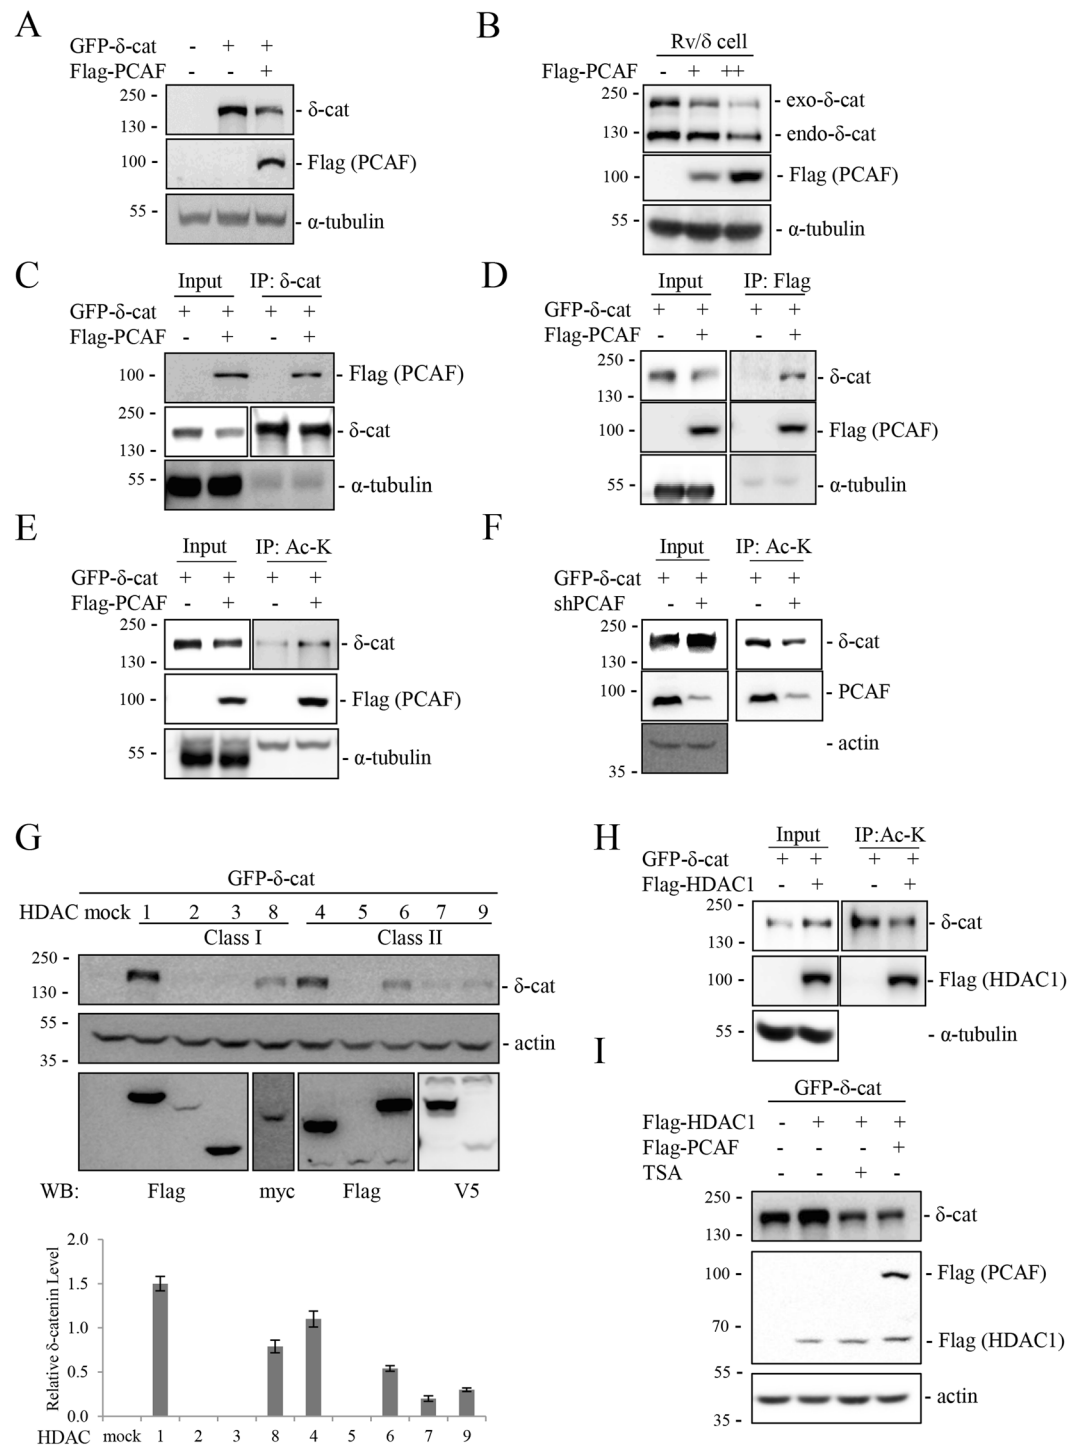 A
GFP-δ-cat - + +
Flag-PCAF - - +
250 -
130 -
- δ-cat
100 -
- Flag (PCAF)
55 -
- α-tubulin
B
Rv/δ cell
Flag-PCAF - + ++
250 -
- exo-δ-cat
130 -
- endo-δ-cat
100 -
- Flag (PCAF)
55 -
- α-tubulin
C
Input IP: δ-cat
GFP-δ-cat + + + +
Flag-PCAF - + - +
100 -
- Flag (PCAF)
250 -
- δ-cat
130 -
55 -
- α-tubulin
D
Input IP: Flag
GFP-δ-cat + + + +
Flag-PCAF - + - +
250 -
- δ-cat
130 -
100 -
- Flag (PCAF)
55 -
- α-tubulin
E
Input IP: Ac-K
GFP-δ-cat + + + +
Flag-PCAF - + - +
250 -
- δ-cat
130 -
100 -
- Flag (PCAF)
55 -
- α-tubulin
F
Input IP: Ac-K
GFP-δ-cat + + + +
shPCAF - + - +
250 -
- δ-cat
130 -
100 -
- PCAF
- actin
35 -
G
GFP-δ-cat
HDAC mock 1 2 3 8 4 5 6 7 9
Class I Class II
250 -
- δ-cat
130 -
55 -
- actin
35 -
WB: Flag myc Flag V5
Relative δ-catenin Level
2.0
1.5
1.0
0.5
0.0
HDAC mock 1 2 3 8 4 5 6 7 9
H
Input IP:Ac-K
GFP-δ-cat + + + +
Flag-HDAC1 - + - +
250 -
- δ-cat
130 -
100 -
- Flag (HDAC1)
55 -
- α-tubulin
I
GFP-δ-cat
Flag-HDAC1 - + + +
Flag-PCAF - - - +
TSA - - + -
250 -
- δ-cat
130 -
100 -
- Flag (PCAF)
70 -
- Flag (HDAC1)
55 -
- actin
35 -